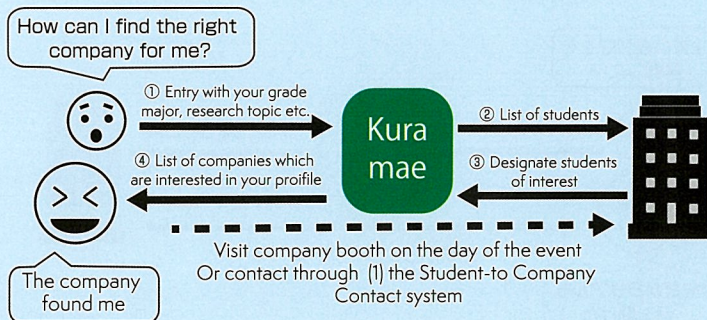 How can I find the right
company for me?
① Entry with your grade
major, research topic etc.
Kura
mae
② List of students
④ List of companies which
are interested in your proifile
③ Designate students
of interest
Visit company booth on the day of the event
Or contact through (1) the Student-to Company
Contact system
The company
found me